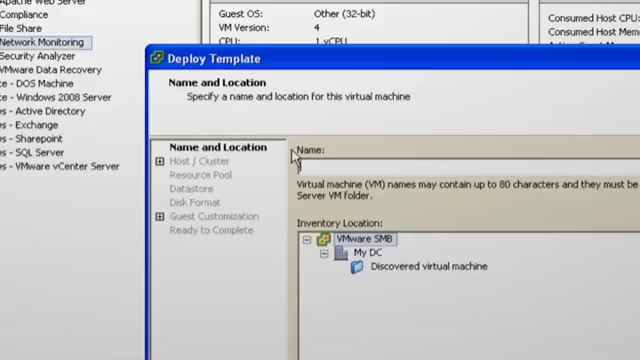 Apache Web Server
Compliance
File Share
Network Monitoring
Security Analyzer
VMware Data Recovery
e - DOS Machine
e - Windows 2008 Server
s - Active Directory
s - Exchange
s - Sharepoint
s - SQL Server
s - VMware vCenter Server
Guest OS: Other (32-bit)
VM Version: 4
CPU: 1 vCPU
Consumed Host CPU:
Consumed Host Mem
Deploy Template
Name and Location
Specify a name and location for this virtual machine
Name and Location
Host / Cluster
Resource Pool
Datastore
Disk Format
Guest Customization
Ready to Complete
Name:
Virtual machine (VM) names may contain up to 80 characters and they must be
Server VM folder.
Inventory Location:
VMware SMB
My DC
Discovered virtual machine